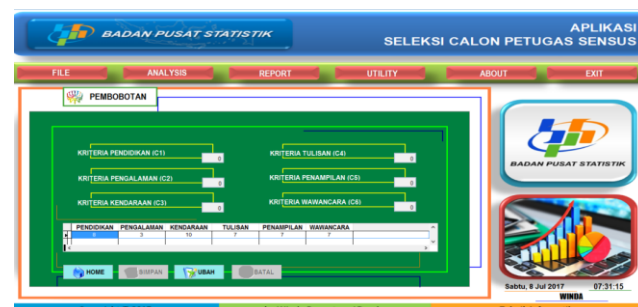 BADAN PUSAT STATISTIK
APLIKASI
SELEKSI CALON PETUGAS SENSUS
FILE ANALYSIS REPORT UTILITY ABOUT EXIT
PEMBOBOTAN
KRITERIA PENDIDIKAN (C1) 0 KRITERIA TULISAN (C4) 0
KRITERIA PENGALAMAN (C2) 0 KRITERIA PENAMPILAN (C5) 0
KRITERIA KENDARAAN (C3) 0 KRITERIA WAWANCARA (C6) 0
PENDIDIKAN PENGALAMAN KENDARAAN TULISAN PENAMPILAN WAWANCARA
3 10 7 7 7
HOME SIMPAN UBAH BATAL
BADAN PUSAT STATISTIK
Sabtu, 8 Jul 2017 07:31:15
WINDA